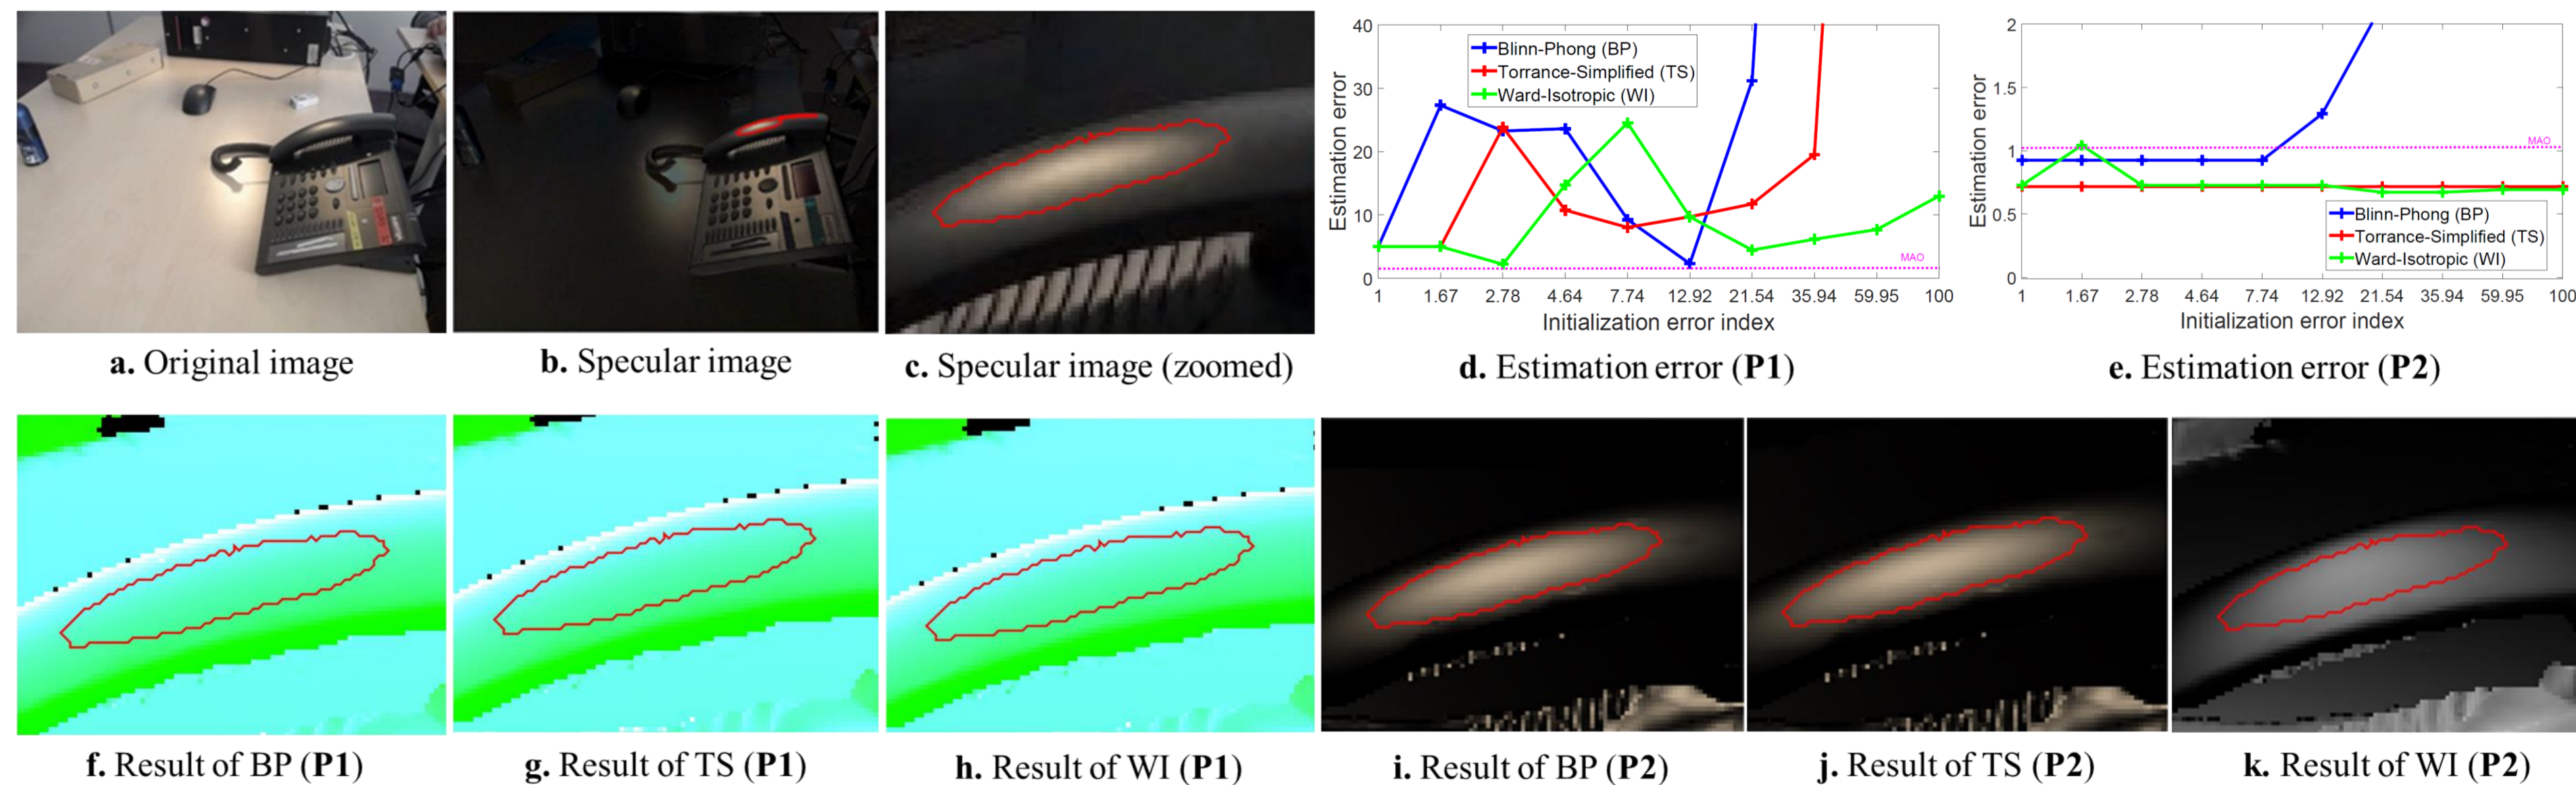 a. Original image
b. Specular image
c. Specular image (zoomed)
40
30
20
10
0
Estimation error
Blinn-Phong (BP)
Torrance-Simplified (TS)
Ward-Isotropic (WI)
MAO
1 1.67 2.78 4.64 7.74 12.92 21.54 35.94 59.95 100
Initialization error index
d. Estimation error (P1)
2
1.5
1
0.5
0
Estimation error
MAO
Blinn-Phong (BP)
Torrance-Simplified (TS)
Ward-Isotropic (WI)
1 1.67 2.78 4.64 7.74 12.92 21.54 35.94 59.95 100
Initialization error index
e. Estimation error (P2)
f. Result of BP (P1)
g. Result of TS (P1)
h. Result of WI (P1)
i. Result of BP (P2)
j. Result of TS (P2)
k. Result of WI (P2)